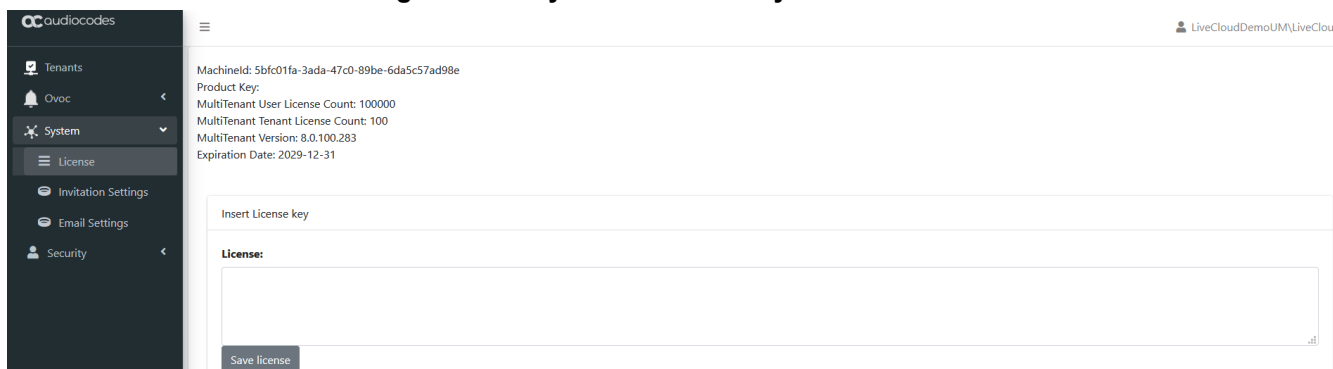 audiocodes
LiveCloudDemoUM\LiveClou
Tenants
Ovoc
System
License
Invitation Settings
Email Settings
Security
MachineId: 5bfc01fa-3ada-47c0-89be-6da5c57ad98e
Product Key:
MultiTenant User License Count: 100000
MultiTenant Tenant License Count: 100
MultiTenant Version: 8.0.100.283
Expiration Date: 2029-12-31
Insert License key
License:
Save license